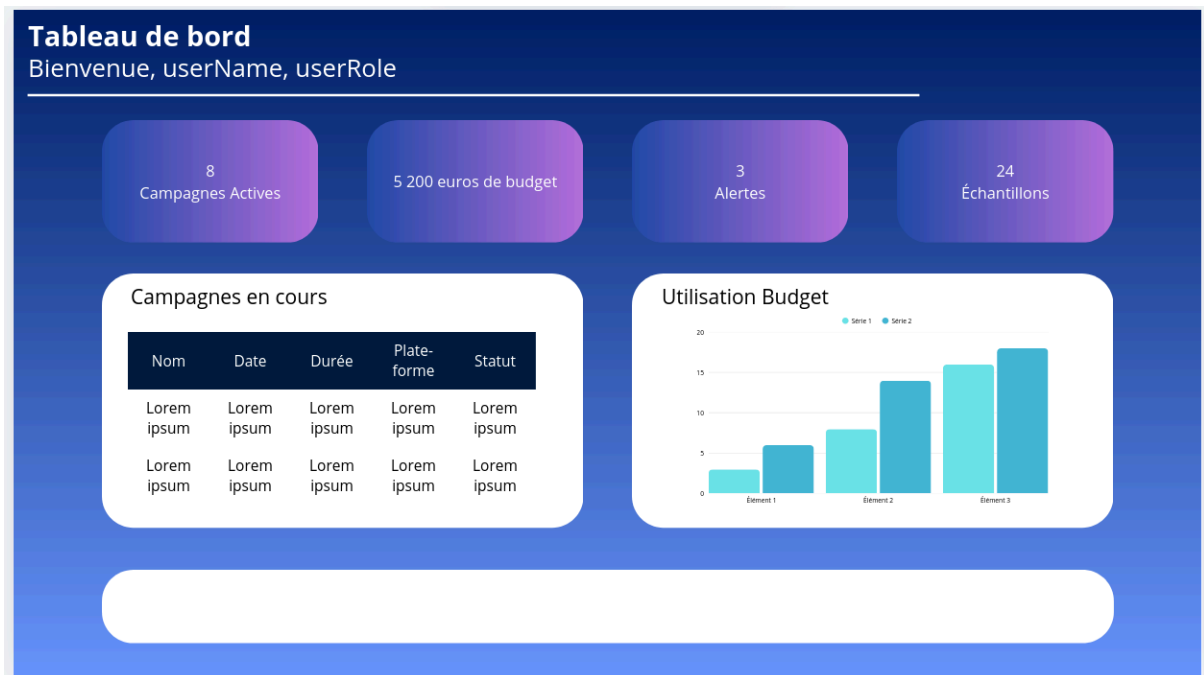 Tableau de bord
Bienvenue, userName, userRole
8
Campagnes Actives
5 200 euros de budget
3
Alertes
24
Échantillons
Campagnes en cours
Nom Date Durée Plate-
forme Statut
Lorem Lorem Lorem Lorem Lorem
ipsum ipsum ipsum ipsum ipsum
Lorem Lorem Lorem Lorem Lorem
ipsum ipsum ipsum ipsum ipsum
Utilisation Budget
Série 1 Série 2
20
15
10
5
0
Élément 1 Élément 2 Élément 3